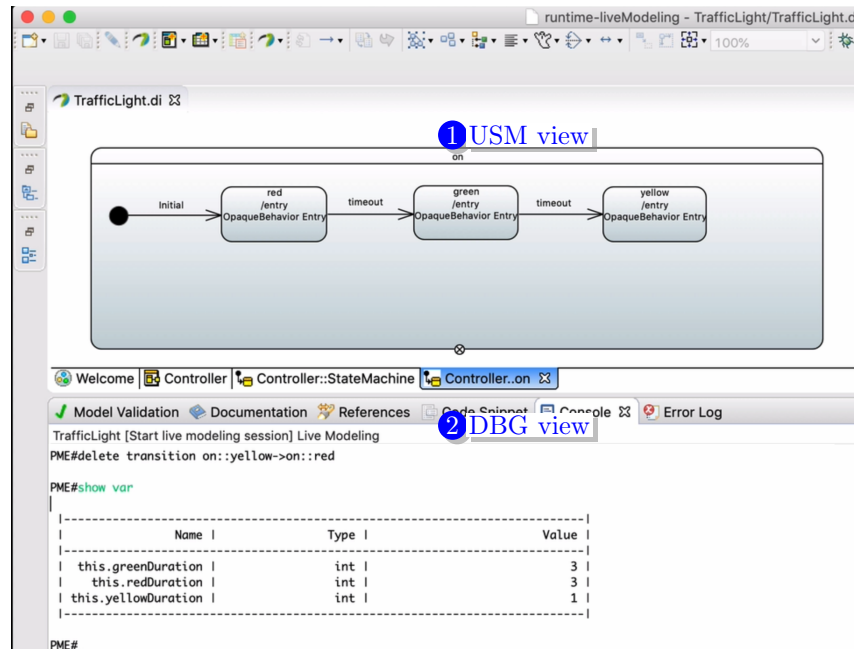 runtime-liveModeling - TrafficLight/TrafficLight.d
100%
TrafficLight.di
1 USM view
on
Initial
red
/entry
OpaqueBehavior Entry
timeout
green
/entry
OpaqueBehavior Entry
timeout
yellow
/entry
OpaqueBehavior Entry
Welcome Controller Controller::StateMachine Controller..on
Model Validation Documentation References Code Snippet Console Error Log
2 DBG view
TrafficLight [Start live modeling session] Live Modeling
PME#delete transition on::yellow->on::red
PME#show var
|---------------------------------------------------------------------------|
| Name | Type | Value |
|---------------------------------------------------------------------------|
| this.greenDuration | int | 3 |
| this.redDuration | int | 3 |
| this.yellowDuration | int | 1 |
|---------------------------------------------------------------------------|
PME#